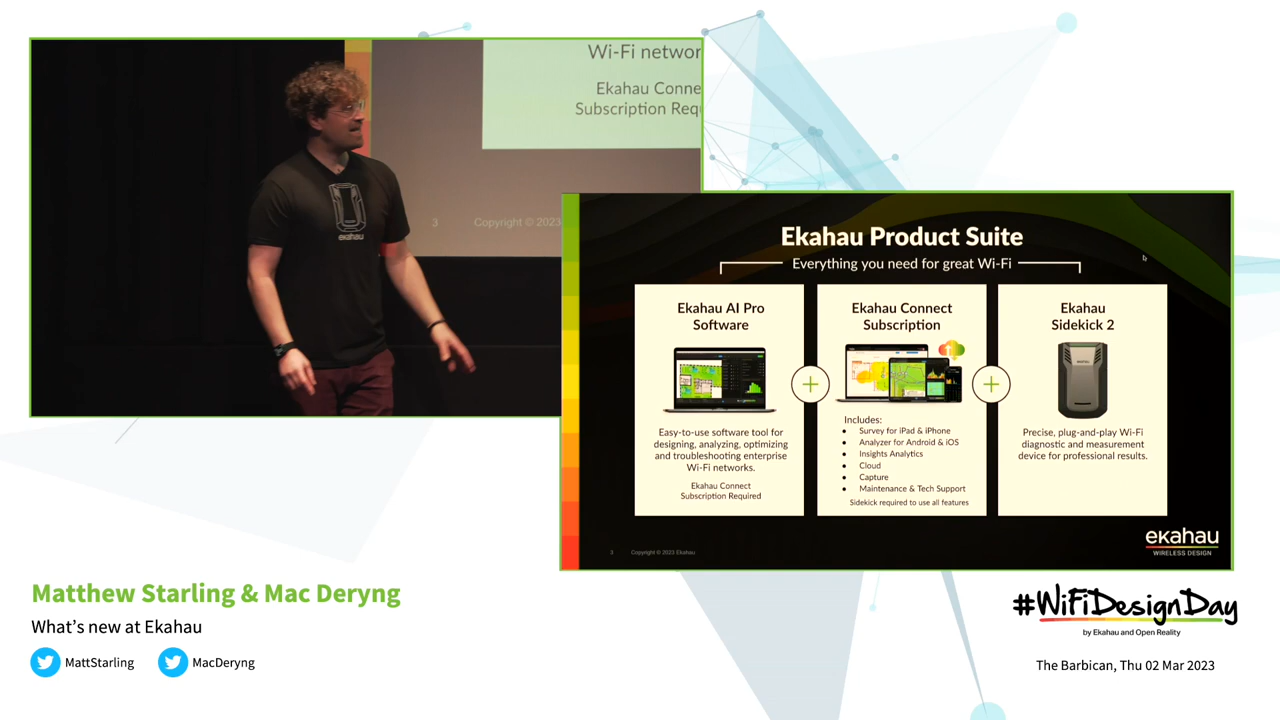 Wi-Fi networ
Ekahau Conne
Subscription Req
3 Copyright © 2023
ekahau
Ekahau Product Suite
Everything you need for great Wi-Fi
Ekahau AI Pro
Software
Easy-to-use software tool for
designing, analyzing, optimizing
and troubleshooting enterprise
Wi-Fi networks.
Ekahau Connect
Subscription Required
+
Ekahau Connect
Subscription
Includes:
• Survey for iPad & iPhone
• Analyzer for Android & iOS
• Insights Analytics
• Cloud
• Capture
• Maintenance & Tech Support
Sidekick required to use all features
+
Ekahau
Sidekick 2
Precise, plug-and-play Wi-Fi
diagnostic and measurement
device for professional results.
3 Copyright © 2023 Ekahau
ekahau
WIRELESS DESIGN
Matthew Starling & Mac Deryng
What's new at Ekahau
MattStarling MacDeryng
#WiFiDesignDay
by Ekahau and Open Reality
The Barbican, Thu 02 Mar 2023